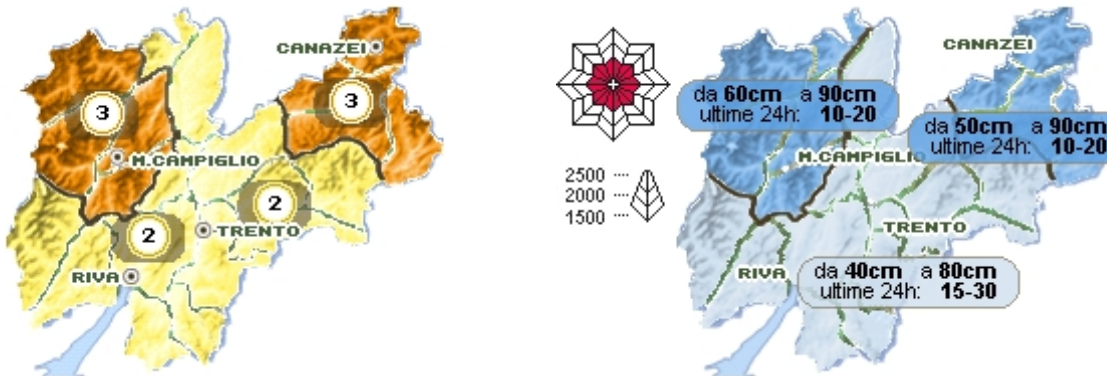 CANAZEI
3
3
M.CAMPIGLIO
2
2
TRENTO
RIVA
CANAZEI
da 60cm a 90cm
ultime 24h: 10-20
da 50cm a 90cm
ultime 24h: 10-20
M.CAMPIGLIO
2500
2000
1500
TRENTO
RIVA
da 40cm a 80cm
ultime 24h: 15-30